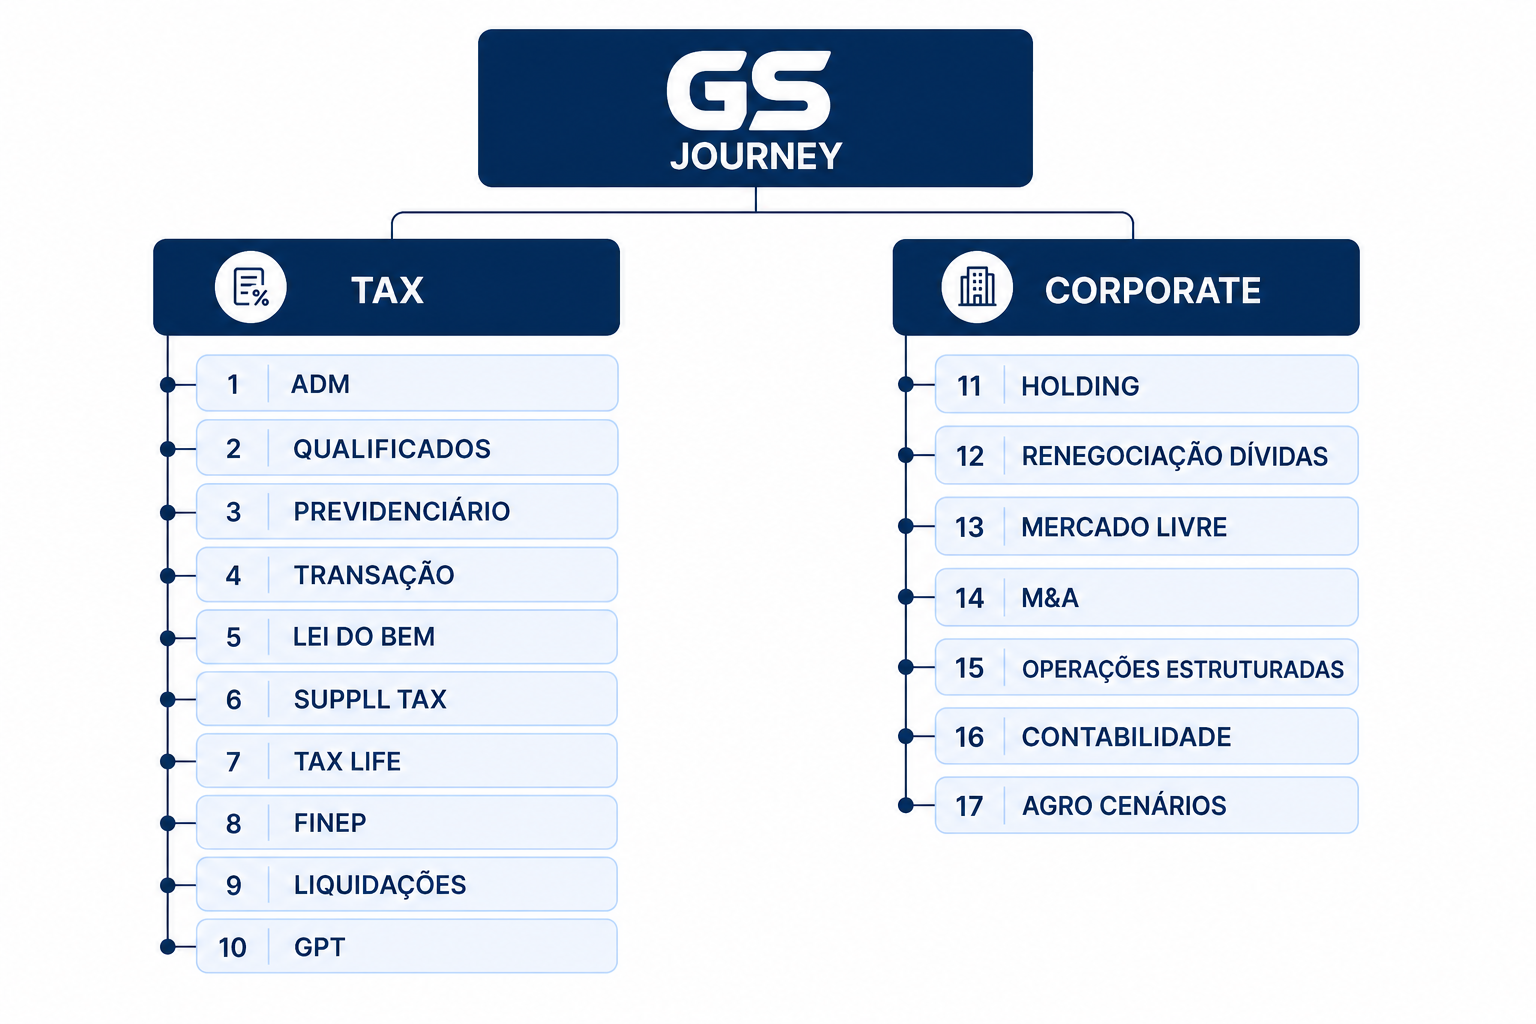 GS
JOURNEY
TAX
1 ADM
2 QUALIFICADOS
3 PREVIDENCIÁRIO
4 TRANSAÇÃO
5 LEI DO BEM
6 SUPPLL TAX
7 TAX LIFE
8 FINEP
9 LIQUIDAÇÕES
10 GPT
CORPORATE
11 HOLDING
12 RENEGOCIAÇÃO DÍVIDAS
13 MERCADO LIVRE
14 M&A
15 OPERAÇÕES ESTRUTURADAS
16 CONTABILIDADE
17 AGRO CENÁRIOS